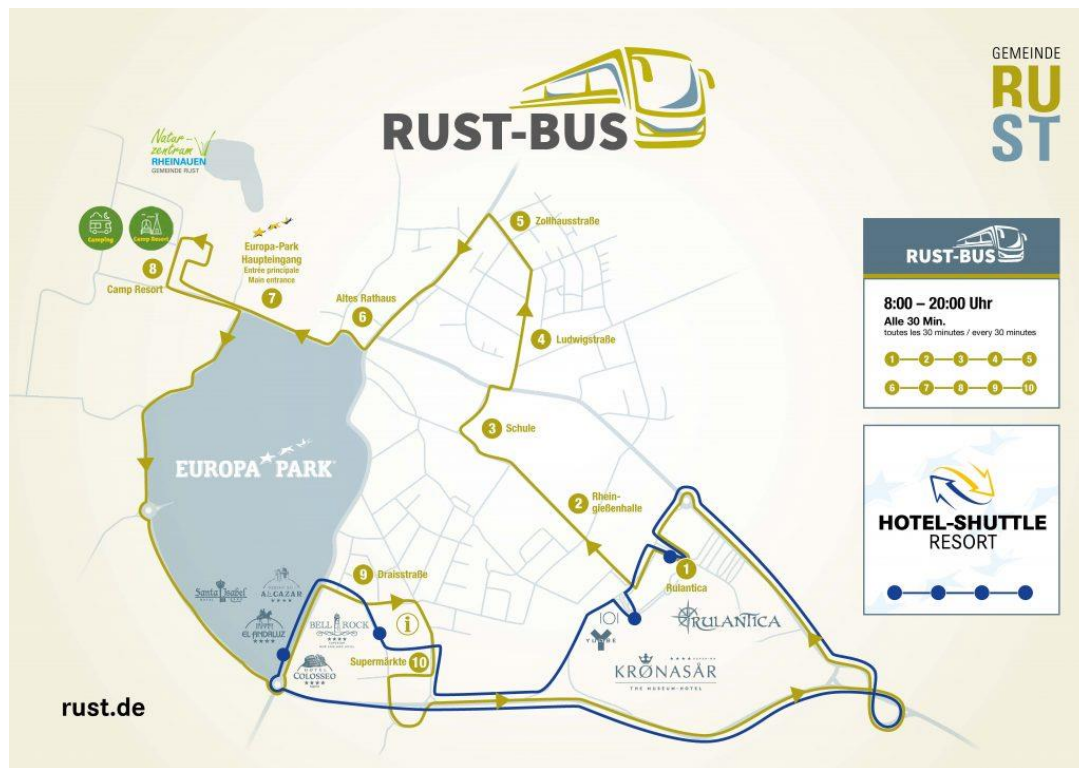 RUST-BUS
GEMEINDE
RU
ST
Natur-
zentrum
RHEINAUEN
GEMEINDE RUST
Camping
Camp Resort
8
Camp Resort
Europa-Park
Haupteingang
Entrée principale
Main entrance
7
Altes Rathaus
6
5 Zollhausstraße
4 Ludwigstraße
3 Schule
2 Rhein-
gießenhalle
1
Rulantica
EUROPA PARK
9 Draisstraße
i
Supermärkte 10
Santa Isabel
ALCAZAR
EL ANDALUZ
BELL ROCK
HOTEL
COLOSSEO
YULLBE
RULANTICA
KRØNASÅR
THE MUSEUM-HOTEL
rust.de
RUST-BUS
8:00 – 20:00 Uhr
Alle 30 Min.
toutes les 30 minutes / every 30 minutes
1 2 3 4 5
6 7 8 9 10
HOTEL-SHUTTLE
RESORT